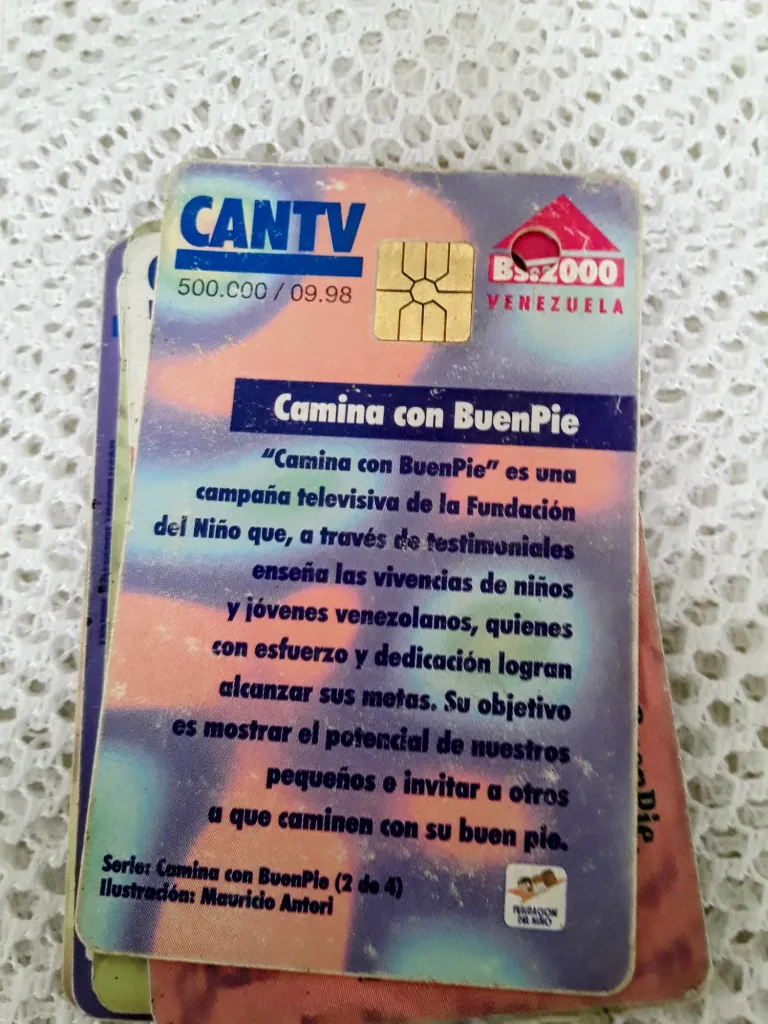 CANTV
500.000 / 09.98
Bs.2000
VENEZUELA
Camina con BuenPie
"Camina con BuenPie" es una
campaña televisiva de la Fundación
del Niño que, a través de testimoniales
enseña las vivencias de niños
y jóvenes venezolanos, quienes
con esfuerzo y dedicación logran
alcanzar sus metas. Su objetivo
es mostrar el potencial de nuestros
pequeños e invitar a otros
a que caminen con su buen pie.
Serie: Camina con BuenPie (2 de 4)
Ilustración: Mauricio Antori
FUNDACION
DEL NIÑO